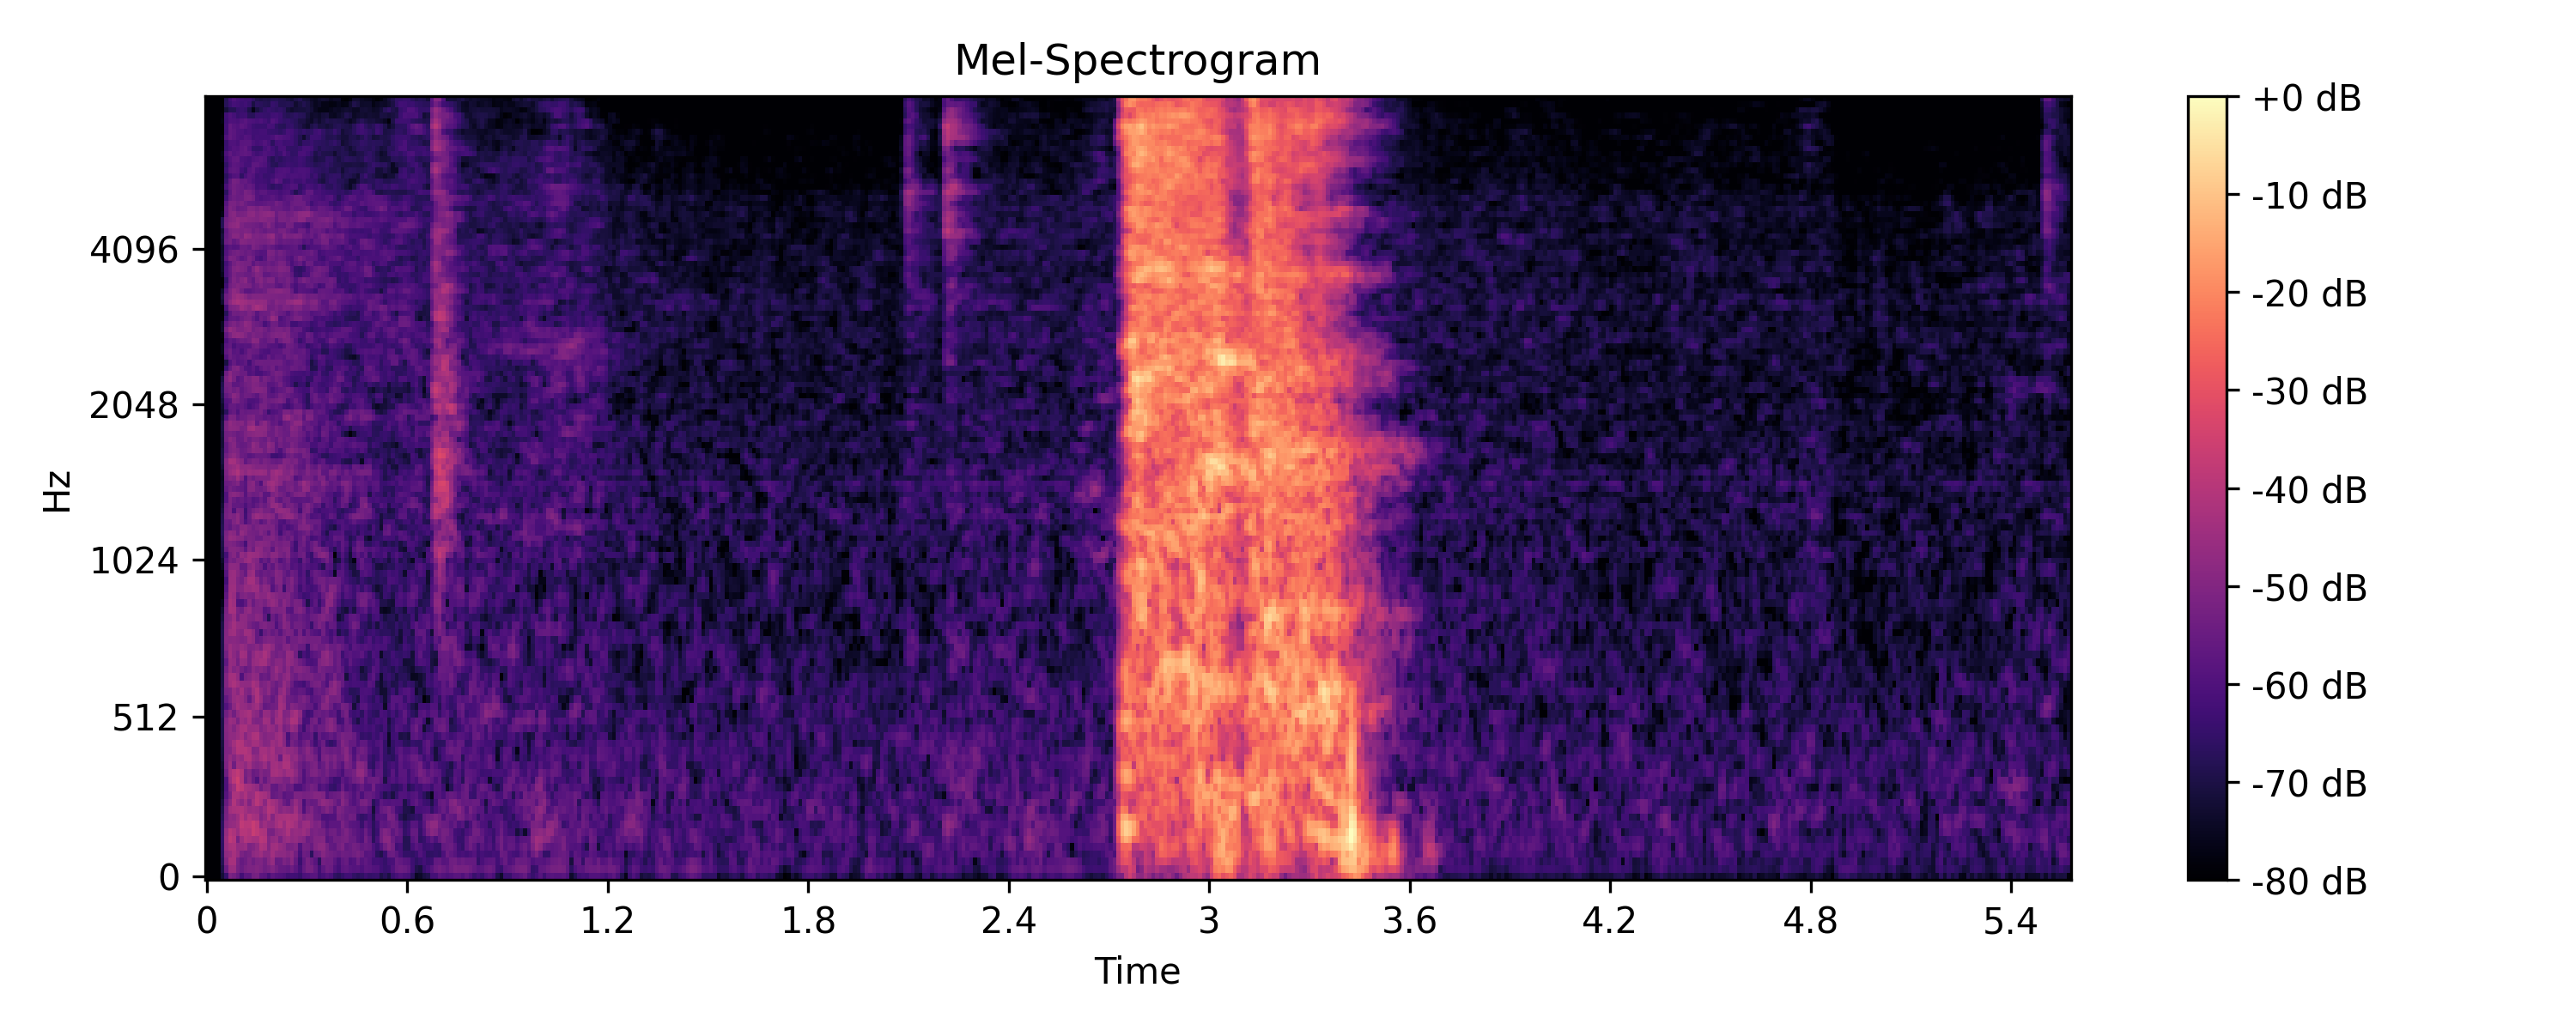 Mel-Spectrogram
Hz
4096
2048
1024
512
0
0 0.6 1.2 1.8 2.4 3 3.6 4.2 4.8 5.4
Time
+0 dB
-10 dB
-20 dB
-30 dB
-40 dB
-50 dB
-60 dB
-70 dB
-80 dB